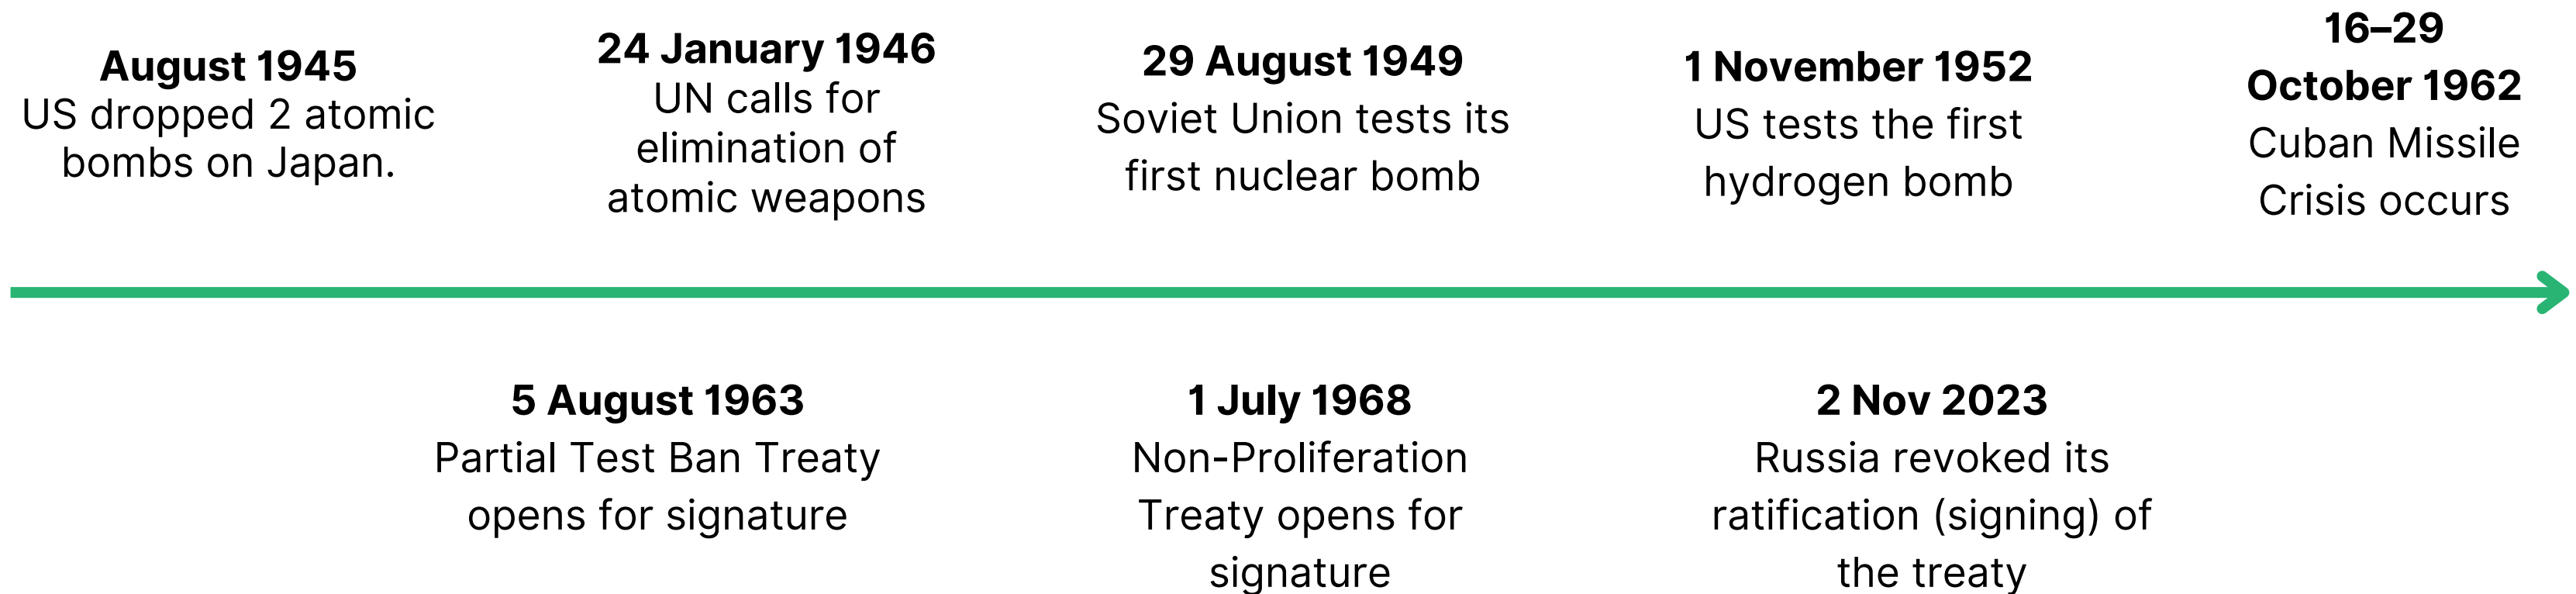 August 1945
US dropped 2 atomic
bombs on Japan.
24 January 1946
UN calls for
elimination of
atomic weapons
29 August 1949
Soviet Union tests its
first nuclear bomb
1 November 1952
US tests the first
hydrogen bomb
16–29
October 1962
Cuban Missile
Crisis occurs
5 August 1963
Partial Test Ban Treaty
opens for signature
1 July 1968
Non-Proliferation
Treaty opens for
signature
2 Nov 2023
Russia revoked its
ratification (signing) of
the treaty